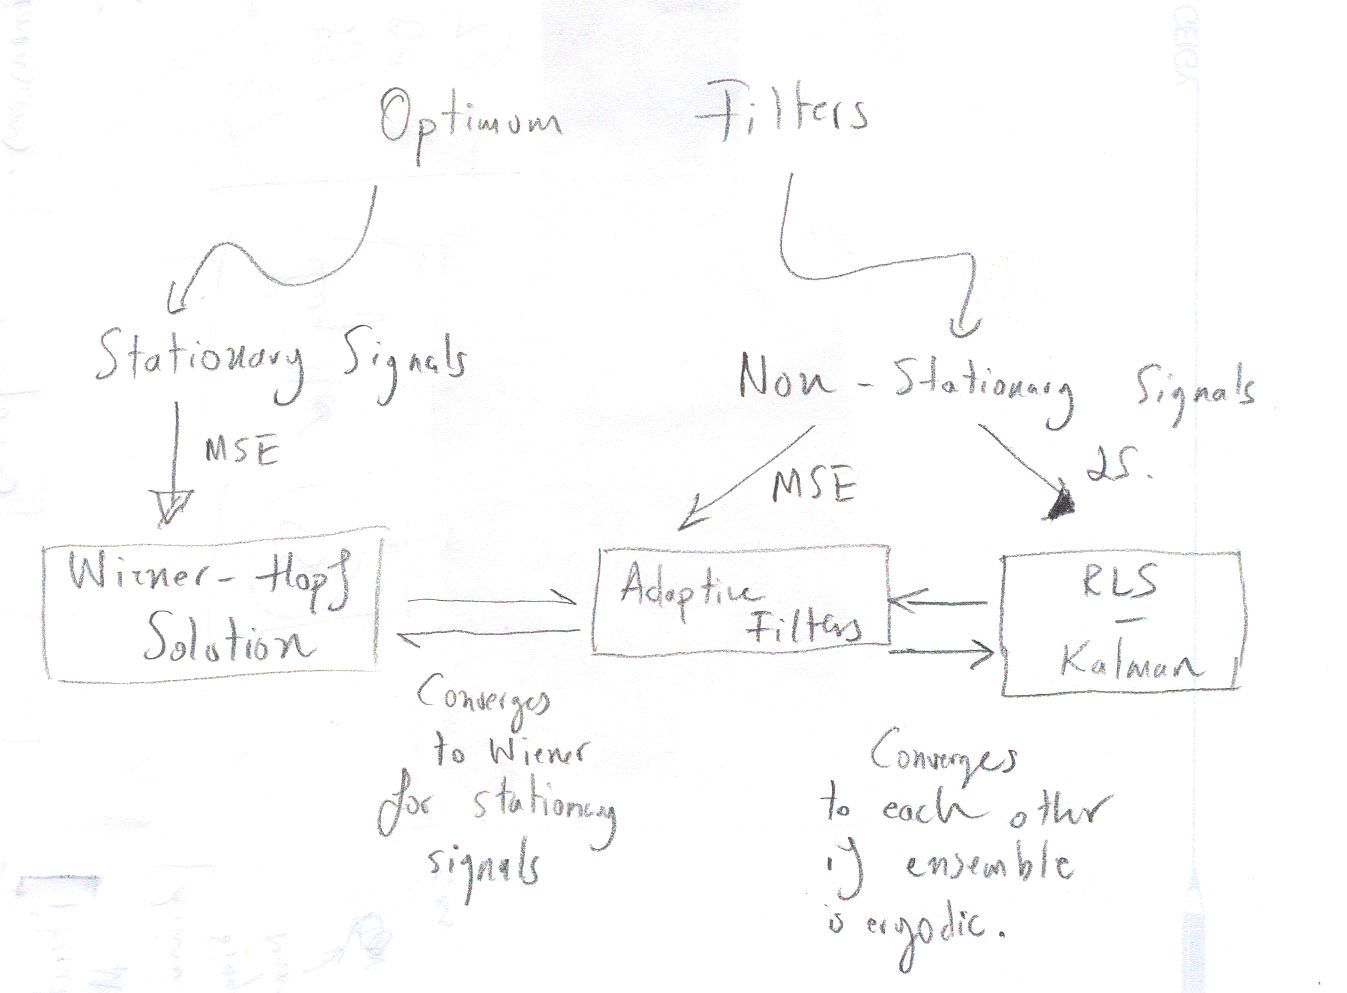 Optimum Filters
Stationary Signals
Non-Stationary Signals
MSE
MSE
LS.
Wiener-Hopf
Solution
Adaptive
Filters
RLS
–
Kalman
Converges
to Wiener
for stationary
signals
Converges
to each other
if ensemble
is ergodic.
GEIGY